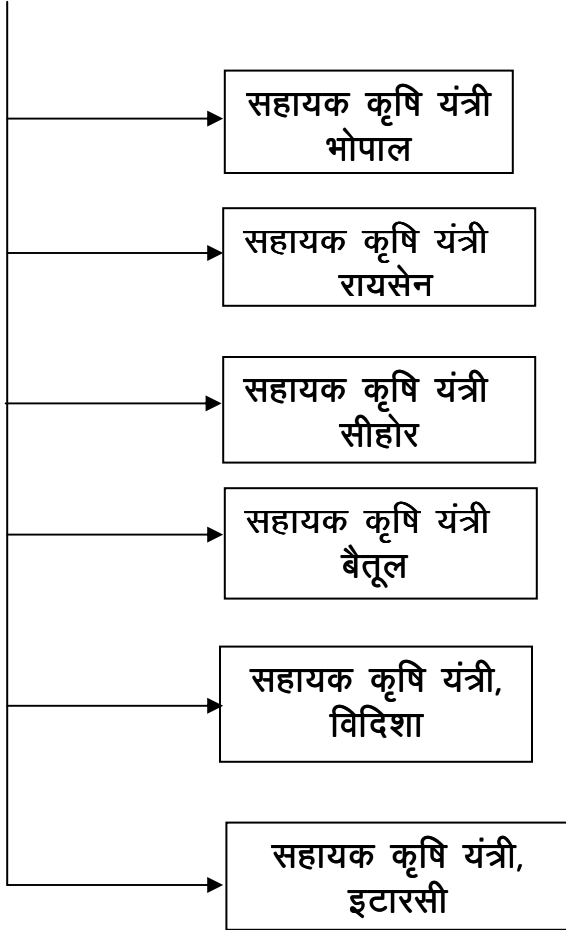 सहायक कृषि यंत्री
भोपाल
सहायक कृषि यंत्री
रायसेन
सहायक कृषि यंत्री
सीहोर
सहायक कृषि यंत्री
बैतूल
सहायक कृषि यंत्री,
विदिशा
सहायक कृषि यंत्री,
इटारसी